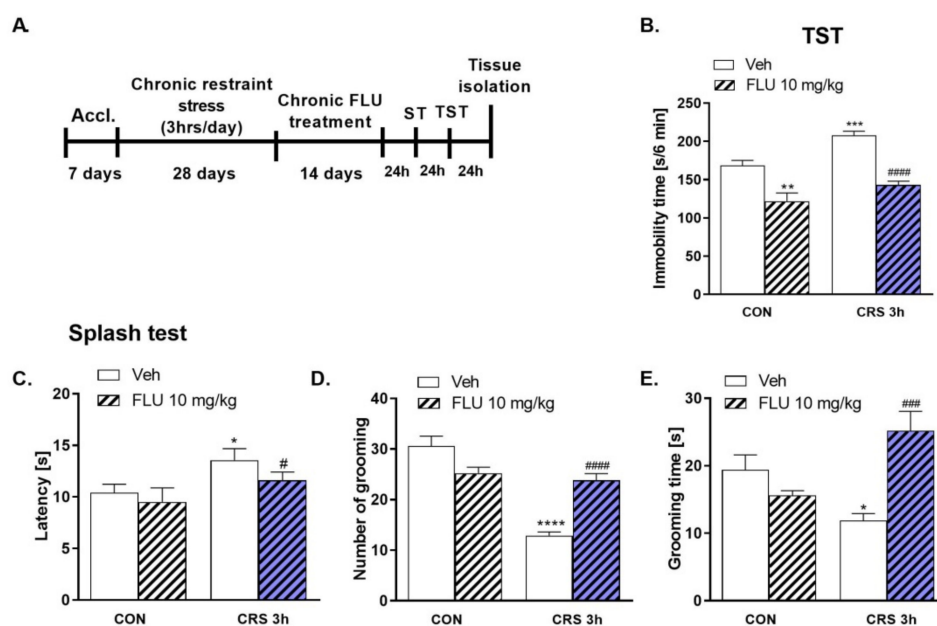 A.
Accl.
Chronic restraint
stress
(3hrs/day)
Chronic FLU
treatment
ST
TST
Tissue
isolation
7 days
28 days
14 days
24h
24h
24h
B.
TST
Veh
FLU 10 mg/kg
Immobility time [s/6 min]
250
200
150
100
50
0
**
***
####
CON
CRS 3h
Splash test
C.
Veh
FLU 10 mg/kg
Latency [s]
20
15
10
5
0
*
#
CON
CRS 3h
D.
Veh
FLU 10 mg/kg
Number of grooming
40
30
20
10
0
****
####
CON
CRS 3h
E.
Veh
FLU 10 mg/kg
Grooming time [s]
30
20
10
0
*
###
CON
CRS 3h